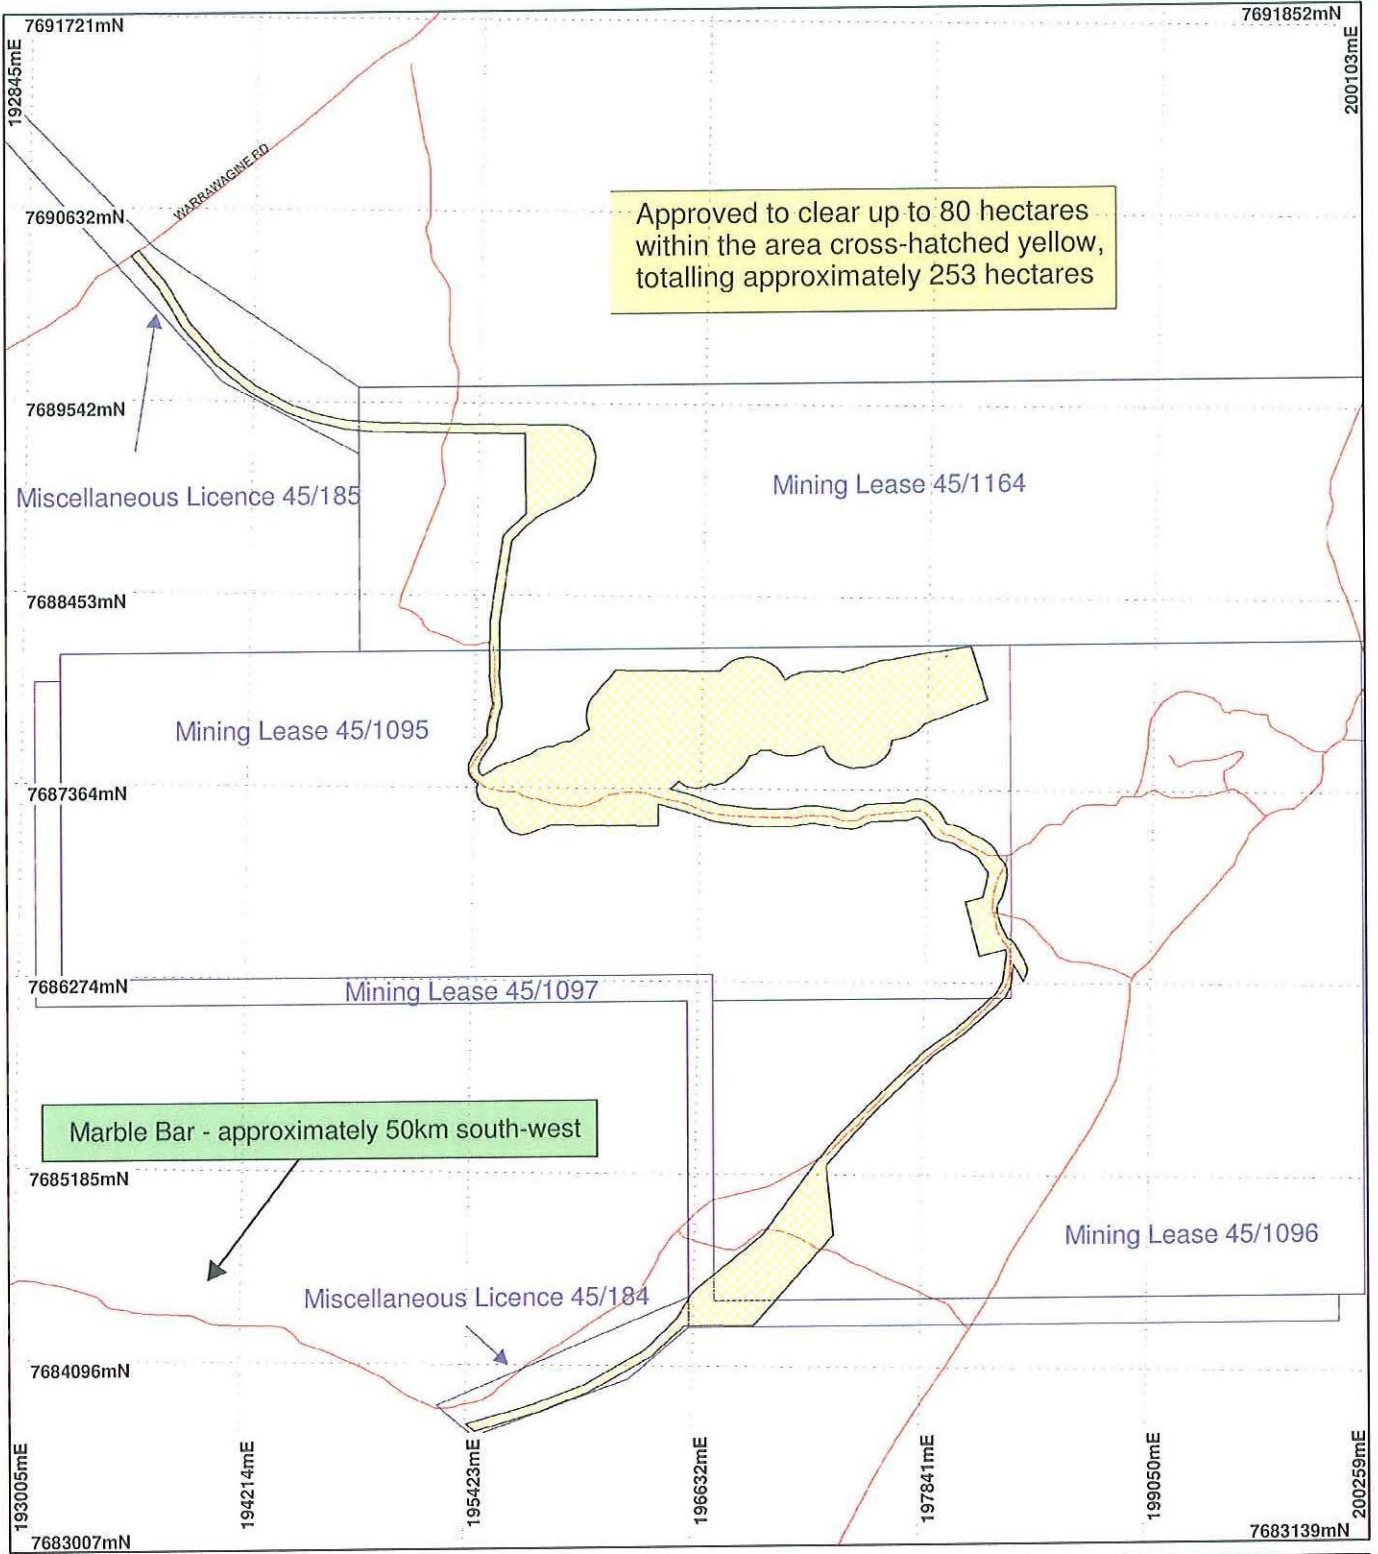 7691721mN
7691852mN
192845mE
200103mE
WARRAWAGINE RD
7690632mN
Approved to clear up to 80 hectares
within the area cross-hatched yellow,
totalling approximately 253 hectares
7689542mN
Miscellaneous Licence 45/185
Mining Lease 45/1164
7688453mN
Mining Lease 45/1095
7687364mN
7686274mN
Mining Lease 45/1097
Marble Bar - approximately 50km south-west
7685185mN
Mining Lease 45/1096
Miscellaneous Licence 45/184
7684096mN
193005mE
194214mE
195423mE
196632mE
197841mE
199050mE
200259mE
7683007mN
7683139mN